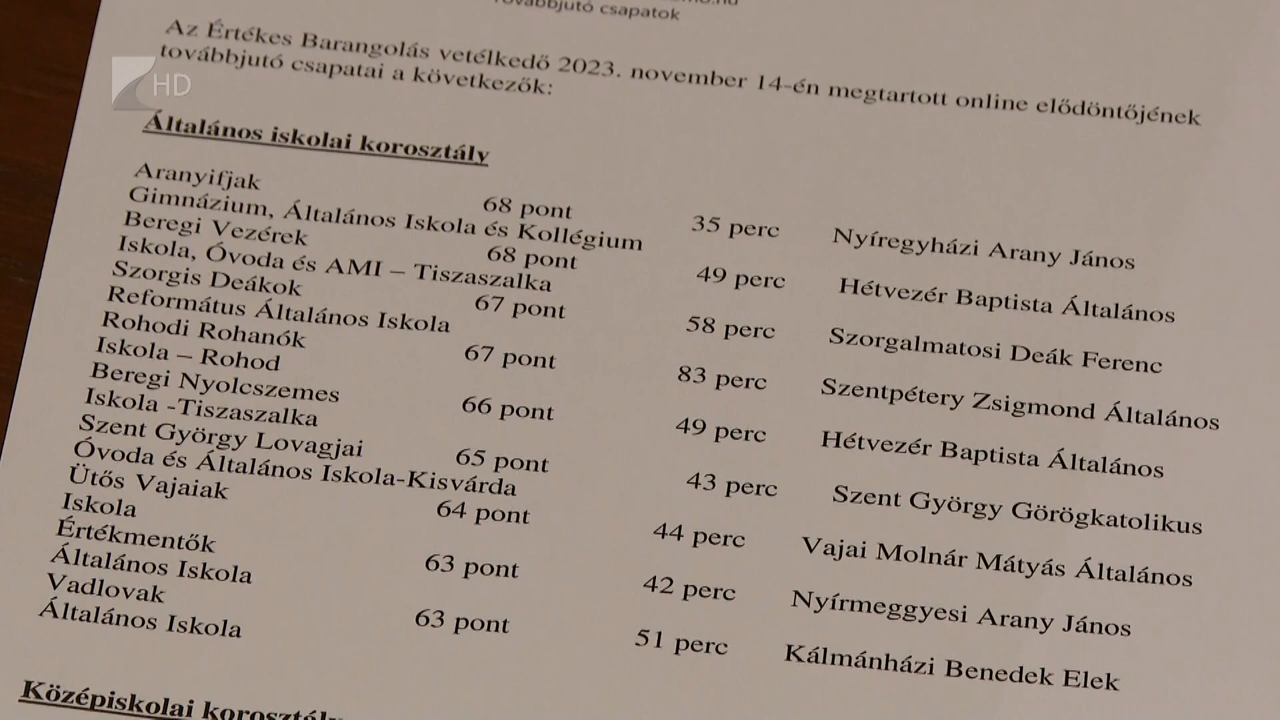 Továbbjutó csapatok
Az Értékes Barangolás vetélkedő 2023. november 14-én megtartott online elődöntőjének
továbbjutó csapatai a következők:
HD
Általános iskolai korosztály
Aranyifjak 68 pont 35 perc Nyíregyházi Arany János
Gimnázium, Általános Iskola és Kollégium
Beregi Vezérek 68 pont 49 perc Hétvezér Baptista Általános
Iskola, Óvoda és AMI – Tiszaszalka
Szorgis Deákok 67 pont 58 perc Szorgalmatosi Deák Ferenc
Református Általános Iskola
Rohodi Rohanók 67 pont 83 perc Szentpétery Zsigmond Általános
Iskola – Rohod
Beregi Nyolcszemes 66 pont 49 perc Hétvezér Baptista Általános
Iskola -Tiszaszalka
Szent György Lovagjai 65 pont 43 perc Szent György Görögkatolikus
Óvoda és Általános Iskola-Kisvárda
Ütős Vajaiak 64 pont 44 perc Vajai Molnár Mátyás Általános
Iskola
Értékmentők 63 pont 42 perc Nyírmeggyesi Arany János
Általános Iskola
Vadlovak 63 pont 51 perc Kálmánházi Benedek Elek
Általános Iskola
Középiskolai korosztály